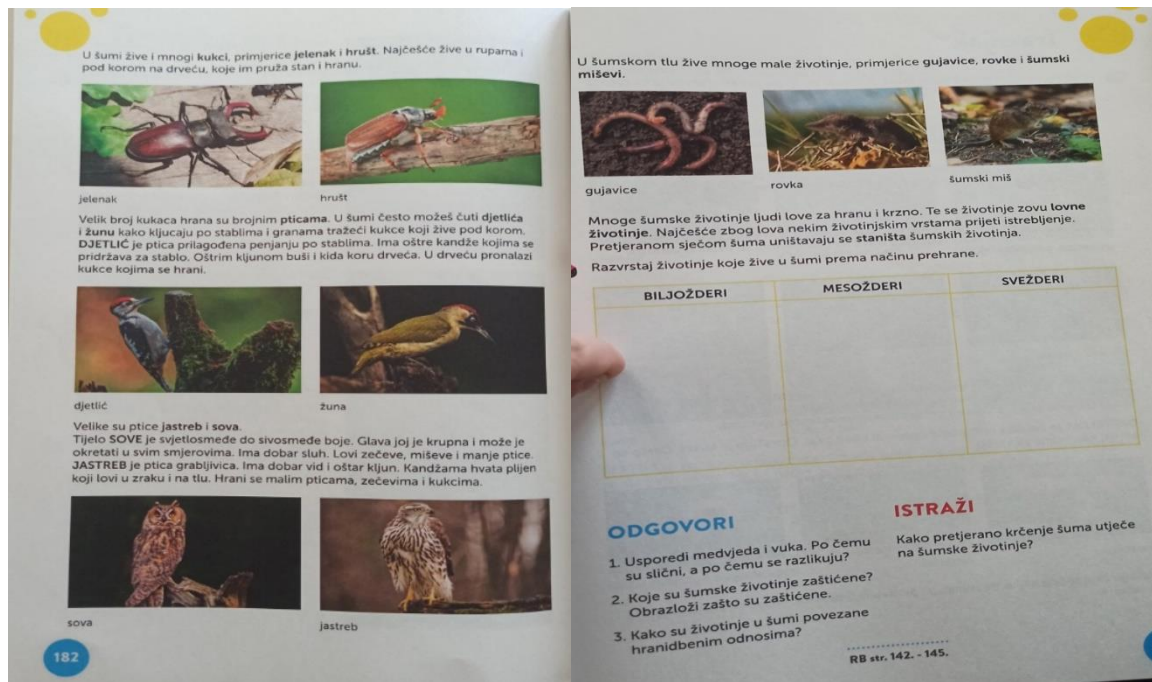 U šumi žive i mnogi kukci, primjerice jelenak i hrušt. Najčešće žive u rupama i
pod korom na drveću, koje im pruža stan i hranu.
jelenak
hrušt
Velik broj kukaca hrana su brojnim pticama. U šumi često možeš čuti djetlića
i žunu kako kljucaju po stablima i granama tražeći kukce koji žive pod korom.
DJETLIĆ je ptica prilagođena penjanju po stablima. Ima oštre kandže kojima se
pridržava za stablo. Oštrim kljunom buši i kida koru drveća. U drveću pronalazi
kukce kojima se hrani.
djetlić
žuna
Velike su ptice jastreb i sova.
Tijelo SOVE je svjetlosmeđe do sivosmeđe boje. Glava joj je krupna i može je
okretati u svim smjerovima. Ima dobar sluh. Lovi zečeve, miševe i manje ptice.
JASTREB je ptica grabljivica. Ima dobar vid i oštar kljun. Kandžama hvata plijen
koji lovi u zraku i na tlu. Hrani se malim pticama, zečevima i kukcima.
sova
jastreb
182
U šumskom tlu žive mnoge male životinje, primjerice gujavice, rovke i šumski
miševi.
gujavice
rovka
šumski miš
Mnoge šumske životinje ljudi love za hranu i krzno. Te se životinje zovu lovne
životinje. Najčešće zbog lova nekim životinjskim vrstama prijeti istrebljenje.
Pretjeranom sječom šuma uništavaju se staništa šumskih životinja.
Razvrstaj životinje koje žive u šumi prema načinu prehrane.
BILJOŽDERI
MESOŽDERI
SVEŽDERI
ODGOVORI
1. Usporedi medvjeda i vuka. Po čemu
su slični, a po čemu se razlikuju?
2. Koje su šumske životinje zaštićene?
Obrazloži zašto su zaštićene.
3. Kako su životinje u šumi povezane
hranidbenim odnosima?
ISTRAŽI
Kako pretjerano krčenje šuma utječe
na šumske životinje?
RB str. 142. - 145.